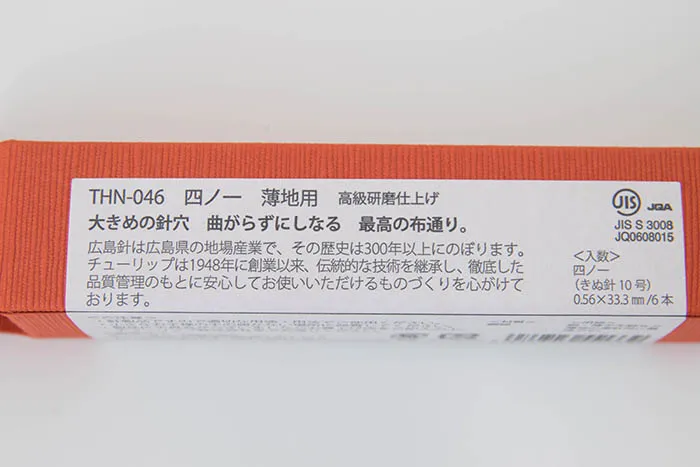 THN-046 四ノ一 薄地用 高級研磨仕上げ
大きめの針穴 曲がらずにしなる 最高の布通り。
広島針は広島県の地場産業で、その歴史は300年以上にのぼります。
チューリップは1948年に創業以来、伝統的な技術を継承し、徹底した
品質管理のもとに安心してお使いいただけるものづくりを心がけて
おります。
JIS JQA
JIS S 3008
JQ0608015
<入数>
四ノ一
(きぬ針 10 号)
0.56×33.3 mm/6 本